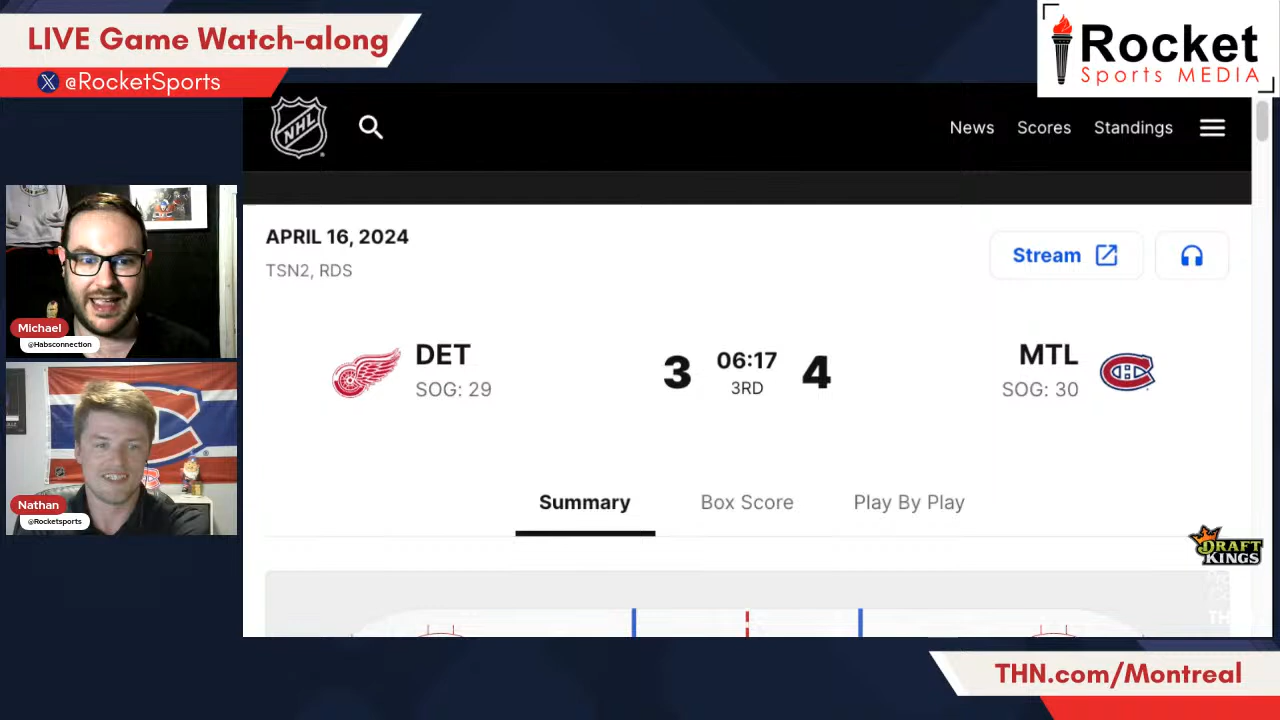 LIVE Game Watch-along
@RocketSports
Rocket
Sports MEDIA
NHL
News Scores Standings
APRIL 16, 2024
TSN2, RDS
Stream
DET
SOG: 29
3
06:17
3RD
4
MTL
SOG: 30
Michael
@Habsconnection
Nathan
@Rocketsports
Summary Box Score Play By Play
DRAFT
KINGS
TH
THN.com/Montreal